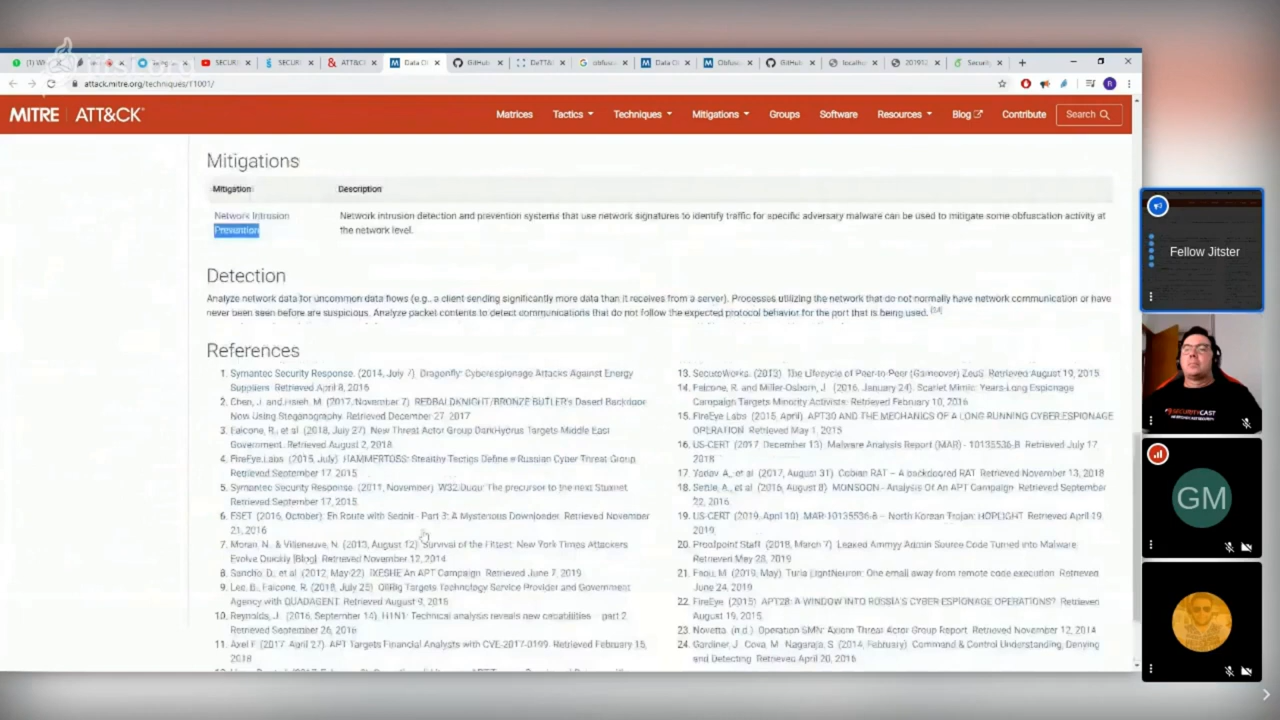 jitsi.org
(1) W
SECURI
SECURI
ATT&CK
Data O
GitHub
DeTT&
obfusc
Data O
Obfusc
GitHub
localho
201912
Securit
attack.mitre.org/techniques/T1001/
MITRE | ATT&CK®
Matrices Tactics Techniques Mitigations Groups Software Resources Blog Contribute Search
Mitigations
Mitigation Description
Network Intrusion Prevention
Network intrusion detection and prevention systems that use network signatures to identify traffic for specific adversary malware can be used to mitigate some obfuscation activity at
the network level.
Detection
Analyze network data for uncommon data flows (e.g., a client sending significantly more data than it receives from a server). Processes utilizing the network that do not normally have network communication or have
never been seen before are suspicious. Analyze packet contents to detect communications that do not follow the expected protocol behavior for the port that is being used.
References
1. Symantec Security Response. (2014, July 7). Dragonfly: Cyberespionage Attacks Against Energy
Suppliers. Retrieved April 8, 2016.
2. Chen, J. and Hsieh, M. (2017, November 7). REDBALDKNIGHT/BRONZE BUTLER's Daserf Backdoor
Now Using Steganography. Retrieved December 27, 2017.
3. Falcone, R., et al. (2018, July 27). New Threat Actor Group DarkHydrus Targets Middle East
Government. Retrieved August 2, 2018.
4. FireEye Labs. (2015, July). HAMMERTOSS: Stealthy Tactics Define a Russian Cyber Threat Group.
Retrieved September 17, 2015.
5. Symantec Security Response. (2011, November). W32.Duqu: The precursor to the next Stuxnet.
Retrieved September 17, 2015.
6. ESET. (2016, October). En Route with Sednit - Part 3: A Mysterious Downloader. Retrieved November
21, 2016.
7. Moran, N., & Villeneuve, N. (2013, August 12). Survival of the Fittest: New York Times Attackers
Evolve Quickly [Blog]. Retrieved November 12, 2014.
8. Sancho, D., et al. (2012, May 22). IXESHE An APT Campaign. Retrieved June 7, 2019.
9. Lee, B., Falcone, R. (2018, July 25). OilRig Targets Technology Service Provider and Government
Agency with QUADAGENT. Retrieved August 9, 2018.
10. Reynolds, J. (2016, September 14). H1N1: Technical analysis reveals new capabilities – part 2.
Retrieved September 26, 2016.
11. Axel F. (2017, April 27). APT Targets Financial Analysts with CVE-2017-0199. Retrieved February 15,
2018.
13. SecureWorks. (2013). The Lifecycle of Peer-to-Peer (Gameover) ZeuS. Retrieved August 19, 2015.
14. Falcone, R. and Miller-Osborn, J. (2016, January 24). Scarlet Mimic: Years-Long Espionage
Campaign Targets Minority Activists. Retrieved February 10, 2016.
15. FireEye Labs. (2015, April). APT30 AND THE MECHANICS OF A LONG-RUNNING CYBER ESPIONAGE
OPERATION. Retrieved May 1, 2015.
16. US-CERT. (2017, December 13). Malware Analysis Report (MAR) - 10135536-B. Retrieved July 17,
2018.
17. Yadav, A., et al. (2017, August 31). Cobian RAT – A backdoored RAT. Retrieved November 13, 2018.
18. Settle, A., et al. (2016, August 8). MONSOON - Analysis Of An APT Campaign. Retrieved September
22, 2016.
19. US-CERT. (2019, April 10). MAR-10135536-8 – North Korean Trojan: HOPLIGHT. Retrieved April 19,
2019.
20. Proofpoint Staff. (2018, March 7). Leaked Ammyy Admin Source Code Turned into Malware.
Retrieved May 28, 2019.
21. Faou, M. (2019, May). Turla LightNeuron: One email away from remote code execution. Retrieved
June 24, 2019.
22. FireEye. (2015). APT28: A WINDOW INTO RUSSIA'S CYBER ESPIONAGE OPERATIONS?. Retrieved
August 19, 2015.
23. Novetta. (n.d.). Operation SMN: Axiom Threat Actor Group Report. Retrieved November 12, 2014.
24. Gardiner, J., Cova, M., Nagaraja, S. (2014, February). Command & Control Understanding, Denying
and Detecting. Retrieved April 20, 2016.
Fellow Jitster
SECURITYCAST
GM